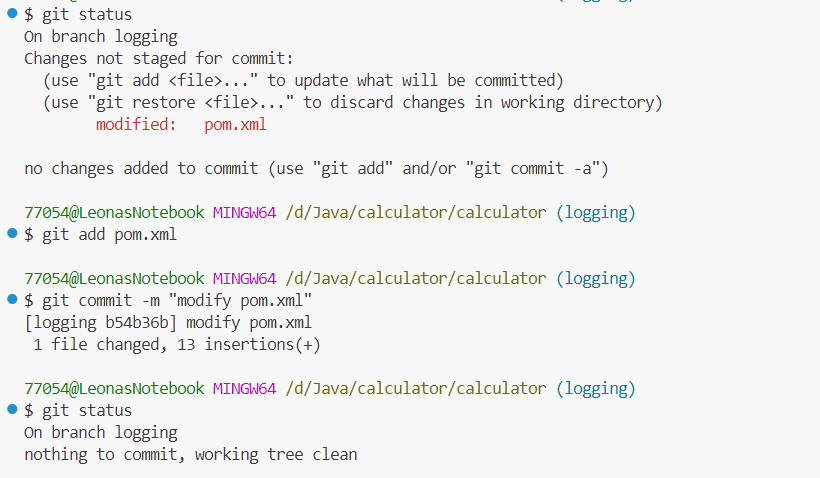 $ git status
On branch logging
Changes not staged for commit:
  (use "git add <file>..." to update what will be committed)
  (use "git restore <file>..." to discard changes in working directory)
        modified:   pom.xml

no changes added to commit (use "git add" and/or "git commit -a")

77054@LeonasNotebook MINGW64 /d/Java/calculator/calculator (logging)
$ git add pom.xml

77054@LeonasNotebook MINGW64 /d/Java/calculator/calculator (logging)
$ git commit -m "modify pom.xml"
[logging b54b36b] modify pom.xml
 1 file changed, 13 insertions(+)

77054@LeonasNotebook MINGW64 /d/Java/calculator/calculator (logging)
$ git status
On branch logging
nothing to commit, working tree clean